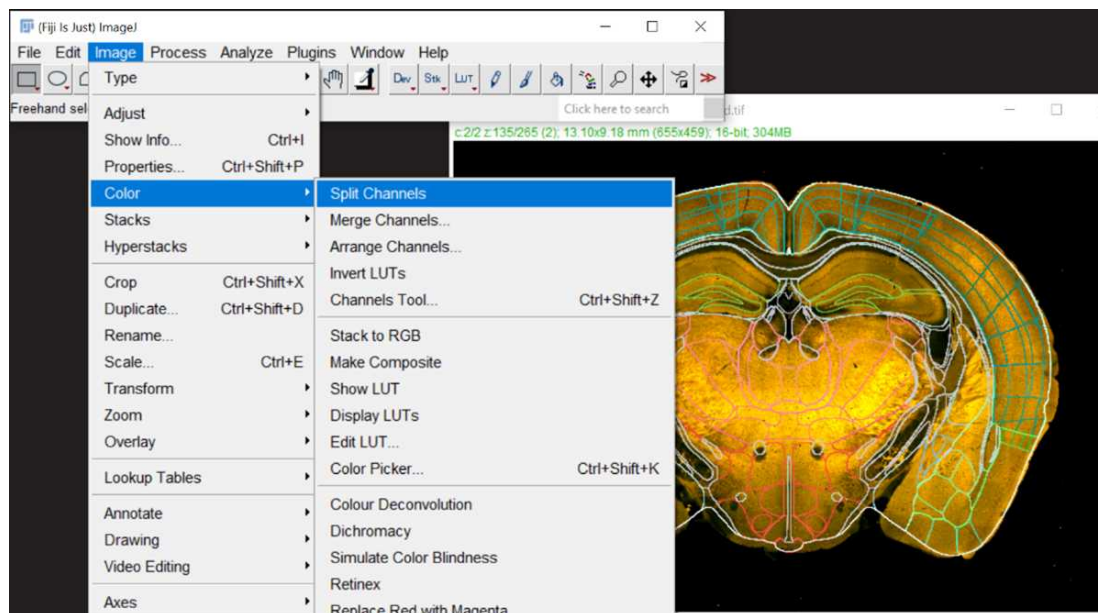 (Fiji Is Just) ImageJ
File Edit Image Process Analyze Plugins Window Help
Dev Stk LUT
Freehand sel
Click here to search
d.tif
c:2/2 z:135/265 (2); 13.10x9.18 mm (655x459); 16-bit; 304MB
Type
Adjust
Show Info... Ctrl+I
Properties... Ctrl+Shift+P
Color
Stacks
Hyperstacks
Crop Ctrl+Shift+X
Duplicate... Ctrl+Shift+D
Rename...
Scale... Ctrl+E
Transform
Zoom
Overlay
Lookup Tables
Annotate
Drawing
Video Editing
Axes
Split Channels
Merge Channels...
Arrange Channels...
Invert LUTs
Channels Tool... Ctrl+Shift+Z
Stack to RGB
Make Composite
Show LUT
Display LUTs
Edit LUT...
Color Picker... Ctrl+Shift+K
Colour Deconvolution
Dichromacy
Simulate Color Blindness
Retinex
Replace Red with Magenta